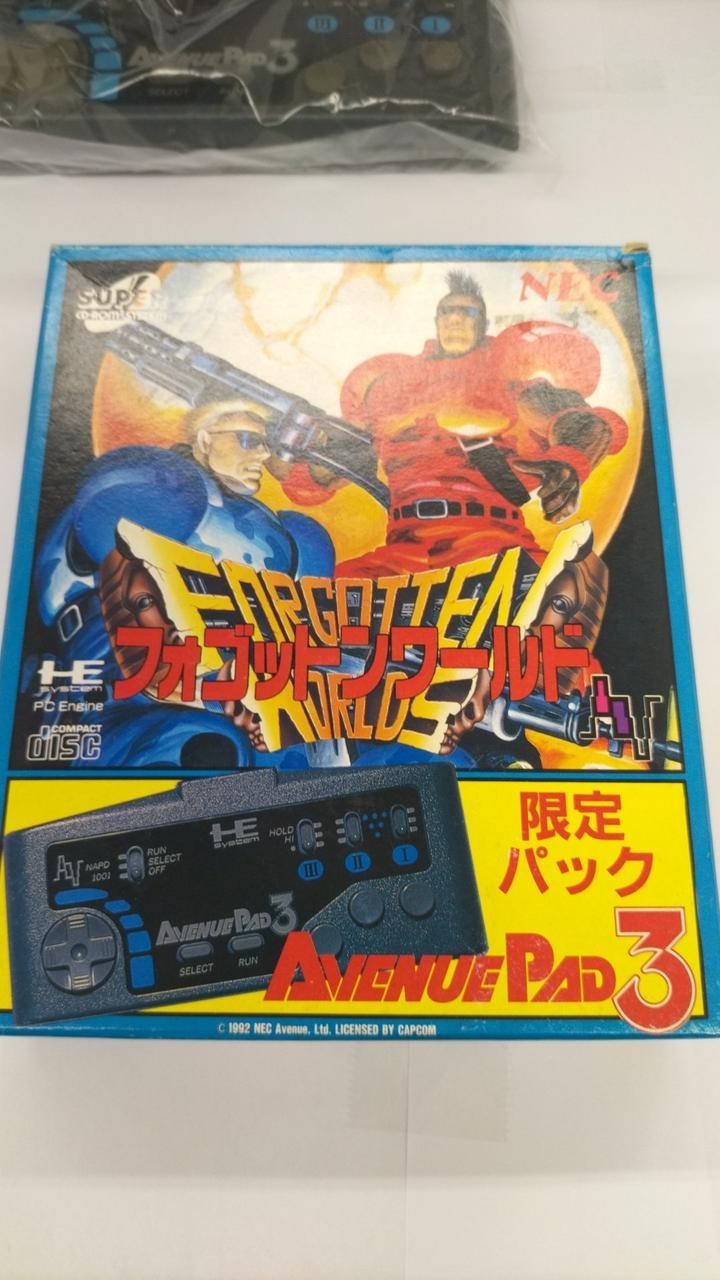 III II I
AVENUE PAD 3
SELECT
SUPER
CD-ROM² SYSTEM
NEC
FORGOTTEN
フォゴットンワールド
WORLDS
HE
system
PC Engine
COMPACT
DISC
限定
パック
HE
system
HOLD
HI
NAPD
1001
RUN
SELECT
OFF
III II I
AVENUE PAD 3
SELECT RUN
AVENUE PAD 3
© 1992 NEC Avenue, Ltd. LICENSED BY CAPCOM